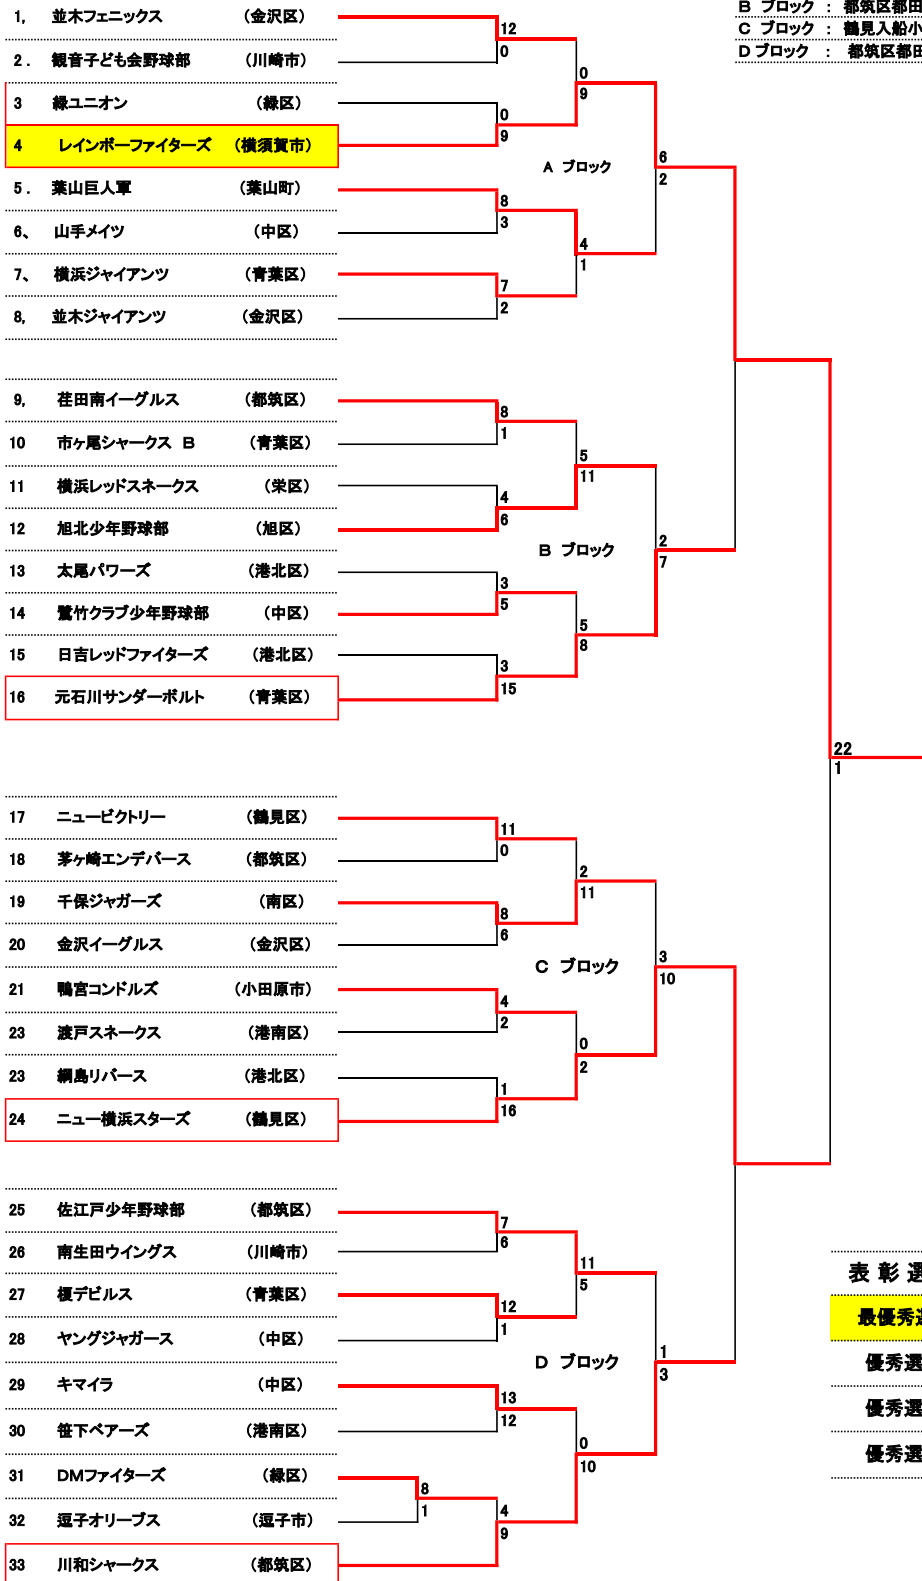 B ブロック : 都筑区都田
C ブロック : 鶴見入船小
D ブロック : 都筑区都田
1, 並木フェニックス (金沢区)
12
0
2. 観音子ども会野球部 (川崎市)
0
9
3 緑ユニオン (緑区)
0
9
4 レインボーファイターズ (横須賀市)
A ブロック
6
2
5. 葉山巨人軍 (葉山町)
8
3
6、 山手メイツ (中区)
4
1
7、 横浜ジャイアンツ (青葉区)
7
2
8, 並木ジャイアンツ (金沢区)
9, 荏田南イーグルス (都筑区)
8
1
10 市ヶ尾シャークス B (青葉区)
5
11
11 横浜レッドスネークス (栄区)
4
6
12 旭北少年野球部 (旭区)
B ブロック
2
7
13 太尾パワーズ (港北区)
3
5
14 鷺竹クラブ少年野球部 (中区)
5
8
15 日吉レッドファイターズ (港北区)
3
15
16 元石川サンダーボルト (青葉区)
22
1
17 ニュービクトリー (鶴見区)
11
0
18 茅ヶ崎エンデバース (都筑区)
2
11
19 千保ジャガーズ (南区)
8
6
20 金沢イーグルス (金沢区)
C ブロック
3
10
21 鴨宮コンドルズ (小田原市)
4
2
23 渡戸スネークス (港南区)
0
2
23 綱島リバース (港北区)
1
16
24 ニュー横浜スターズ (鶴見区)
25 佐江戸少年野球部 (都筑区)
7
6
26 南生田ウイングス (川崎市)
11
5
表 彰 選
27 榎デビルス (青葉区)
12
1
最優秀選
28 ヤングジャガース (中区)
D ブロック
1
3
優秀選
29 キマイラ (中区)
13
12
優秀選
30 笹下ベアーズ (港南区)
0
10
優秀選
31 DMファイターズ (緑区)
8
1
32 逗子オリーブス (逗子市)
4
9
33 川和シャークス (都筑区)